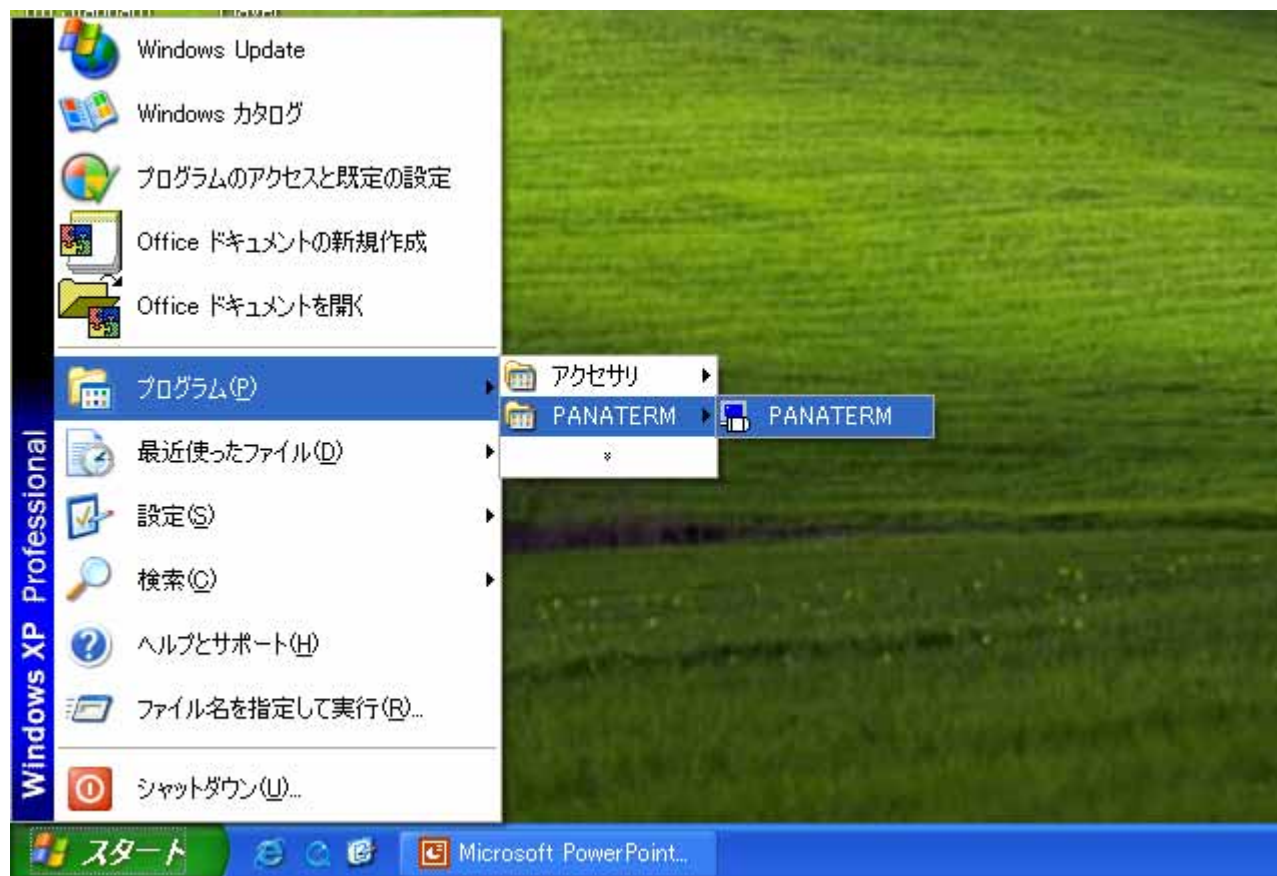 Windows Update
Windows カタログ
プログラムのアクセスと既定の設定
Office ドキュメントの新規作成
Office ドキュメントを開く
プログラム(P)
アクセサリ
PANATERM
PANATERM
最近使ったファイル(D)
設定(S)
検索(C)
ヘルプとサポート(H)
ファイル名を指定して実行(R)...
シャットダウン(U)...
Windows XP Professional
スタート
Microsoft PowerPoint...